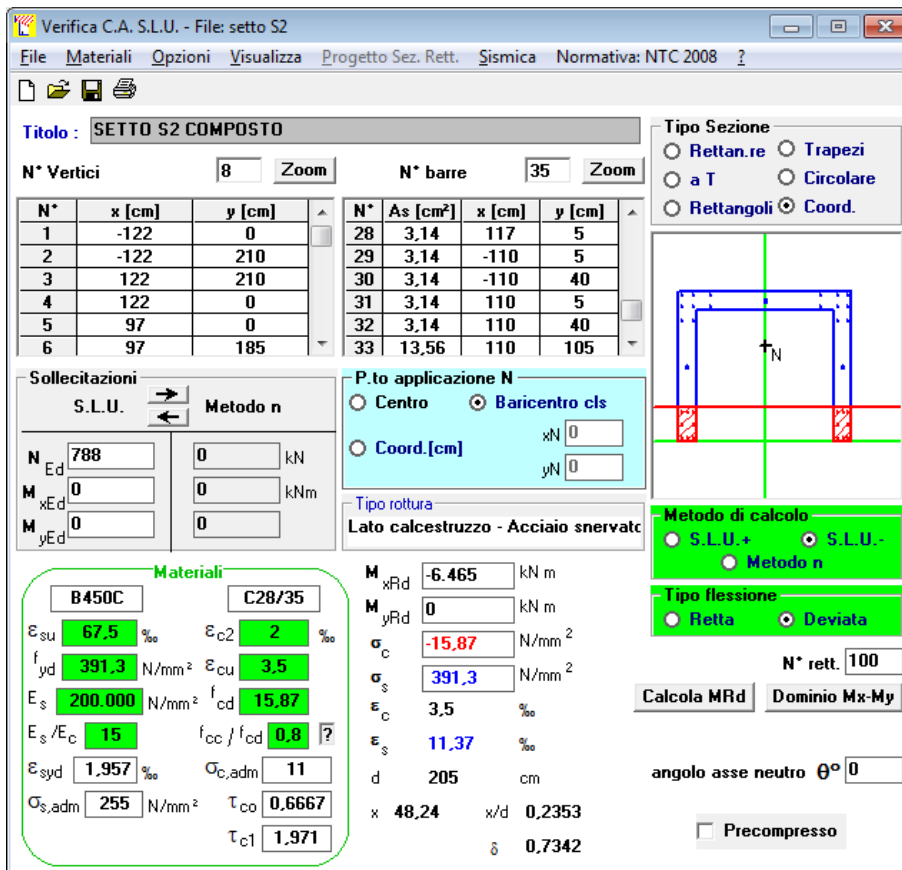 Verifica C.A. S.L.U. - File: setto S2
File Materiali Opzioni Visualizza Progetto Sez. Rett. Sismica Normativa: NTC 2008 ?
Titolo : SETTO S2 COMPOSTO
N° Vertici 8 Zoom N° barre 35 Zoom
N° x [cm] y [cm]
1 -122 0
2 -122 210
3 122 210
4 122 0
5 97 0
6 97 185
N° As [cm²] x [cm] y [cm]
28 3,14 117 5
29 3,14 -110 5
30 3,14 -110 40
31 3,14 110 5
32 3,14 110 40
33 13,56 110 105
Tipo Sezione
Rettan.re Trapezi
a T Circolare
Rettangoli Coord.
N
Sollecitazioni
S.L.U. Metodo n
N Ed 788 0 kN
M xEd 0 0 kNm
M yEd 0 0
P.to applicazione N
Centro Baricentro cls
Coord.[cm] xN 0
yN 0
Tipo rottura
Lato calcestruzzo - Acciaio snervato
Metodo di calcolo
S.L.U.+ S.L.U.-
Metodo n
Tipo flessione
Retta Deviata
N° rett. 100
Calcola MRd Dominio Mx-My
angolo asse neutro θ° 0
Precompresso
Materiali
B450C C28/35
εsu 67,5 ‰ εc2 2 ‰
fyd 391,3 N/mm² εcu 3,5
Es 200.000 N/mm² fcd 15,87
Es/Ec 15 fcc / fcd 0,8 ?
εsyd 1,957 ‰ σc,adm 11
σs,adm 255 N/mm² τco 0,6667
τc1 1,971
M xRd -6.465 kN m
M yRd 0 kN m
σc -15,87 N/mm²
σs 391,3 N/mm²
εc 3,5 ‰
εs 11,37 ‰
d 205 cm
x 48,24 x/d 0,2353
δ 0,7342